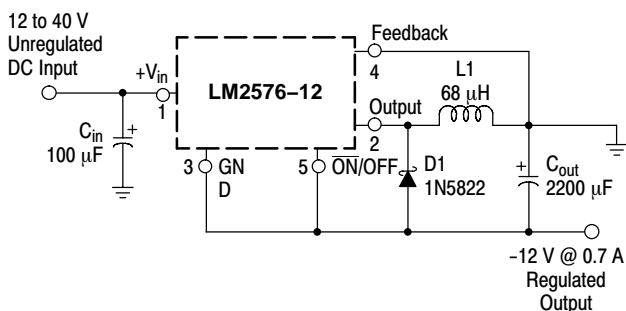 12 to 40 V
Unregulated
DC Input
+Vin
1
Cin
+
100 μF
LM2576–12
Feedback
4
Output
2
L1
68 μH
3
GN
D
5
ON/OFF
D1
1N5822
+
Cout
2200 μF
–12 V @ 0.7 A
Regulated
Output